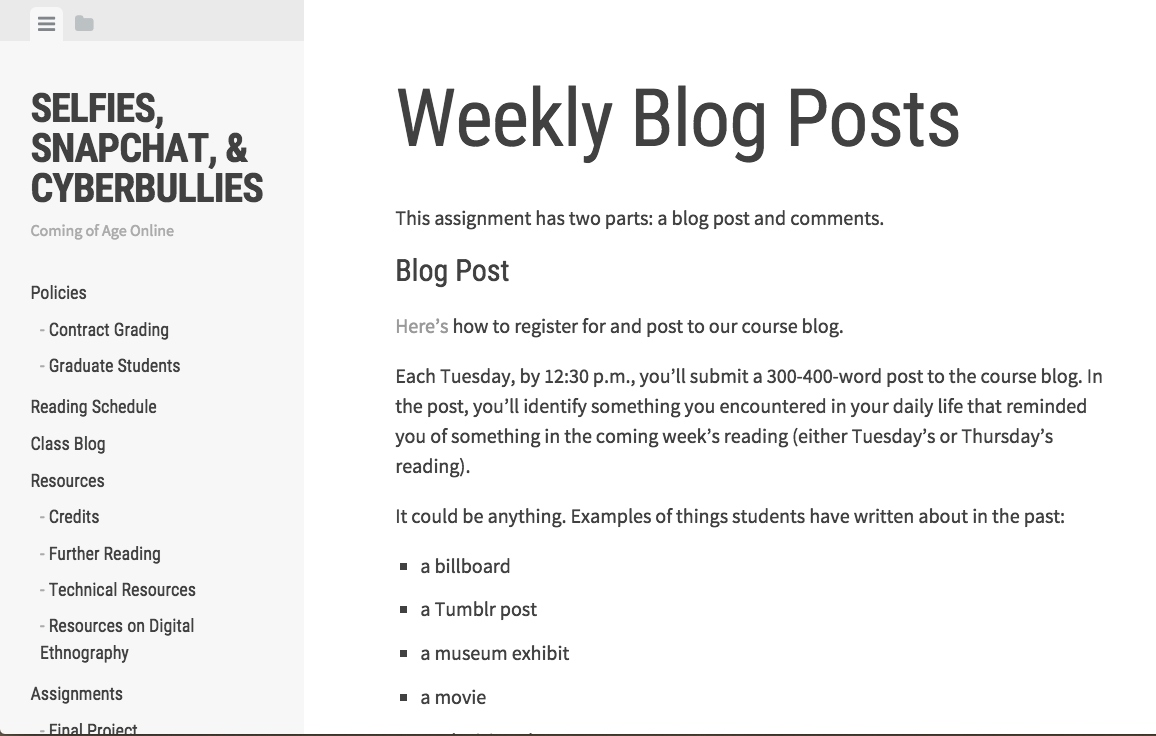 SELFIES,
SNAPCHAT, &
CYBERBULLIES
Coming of Age Online
Policies
- Contract Grading
- Graduate Students
Reading Schedule
Class Blog
Resources
- Credits
- Further Reading
- Technical Resources
- Resources on Digital
Ethnography
Assignments
- Final Project
Weekly Blog Posts
This assignment has two parts: a blog post and comments.
Blog Post
Here’s how to register for and post to our course blog.
Each Tuesday, by 12:30 p.m., you’ll submit a 300-400-word post to the course blog. In
the post, you’ll identify something you encountered in your daily life that reminded
you of something in the coming week’s reading (either Tuesday’s or Thursday’s
reading).
It could be anything. Examples of things students have written about in the past:
▪ a billboard
▪ a Tumblr post
▪ a museum exhibit
▪ a movie